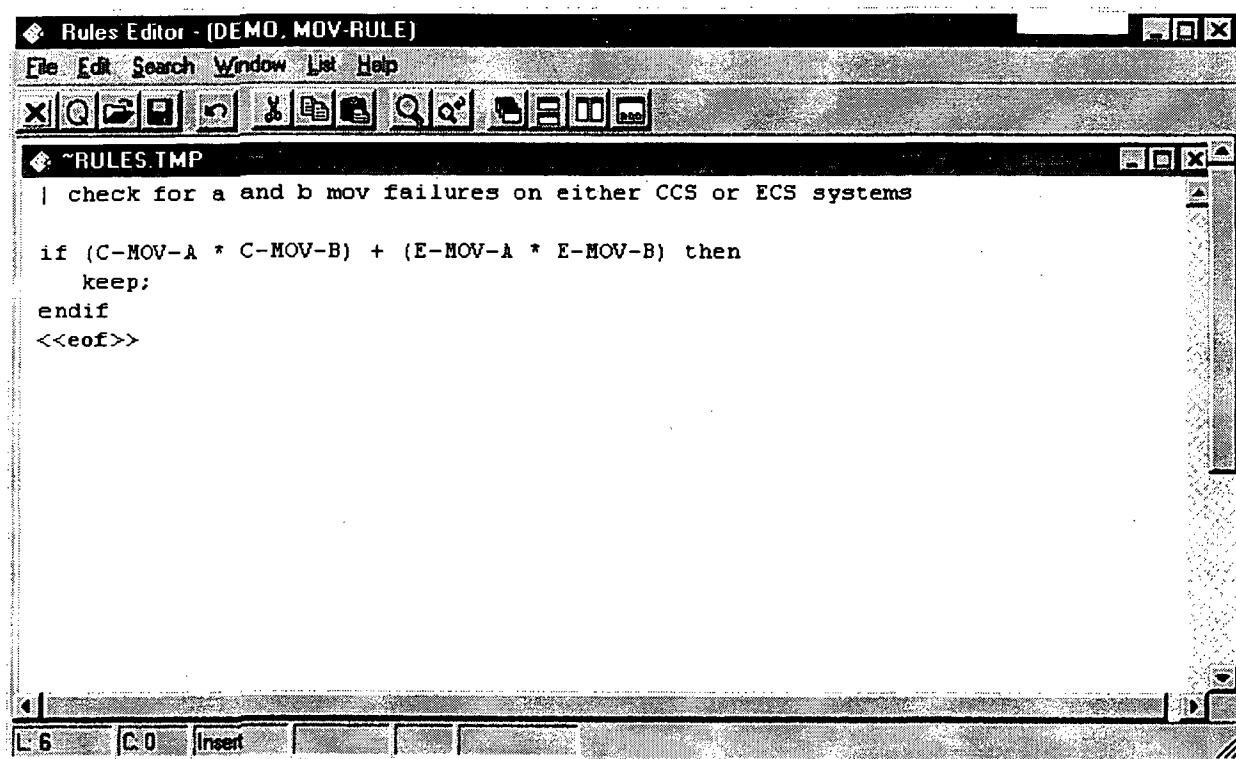 Rules Editor - (DEMO, MOV-RULE)
File Edit Search Window List Help
~RULES.TMP
| check for a and b mov failures on either CCS or ECS systems
if (C-MOV-A * C-MOV-B) + (E-MOV-A * E-MOV-B) then
keep;
endif
<<eof>>
L: 6 C: 0 Insert